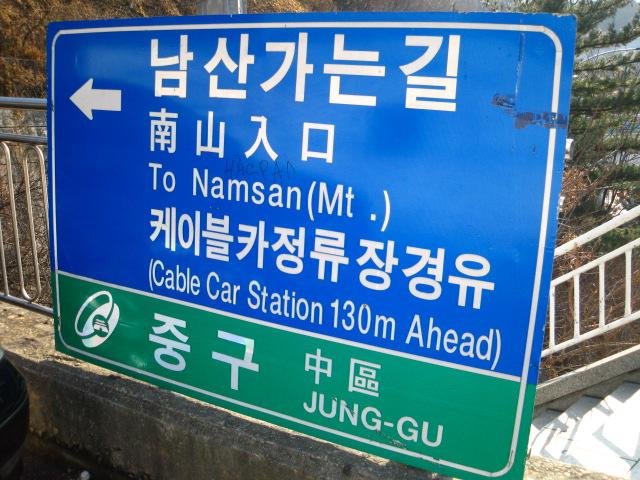 남산가는길
南山入口
To Namsan(Mt .)
케이블카정류장경유
(Cable Car Station 130m Ahead)
중구 中區
JUNG-GU